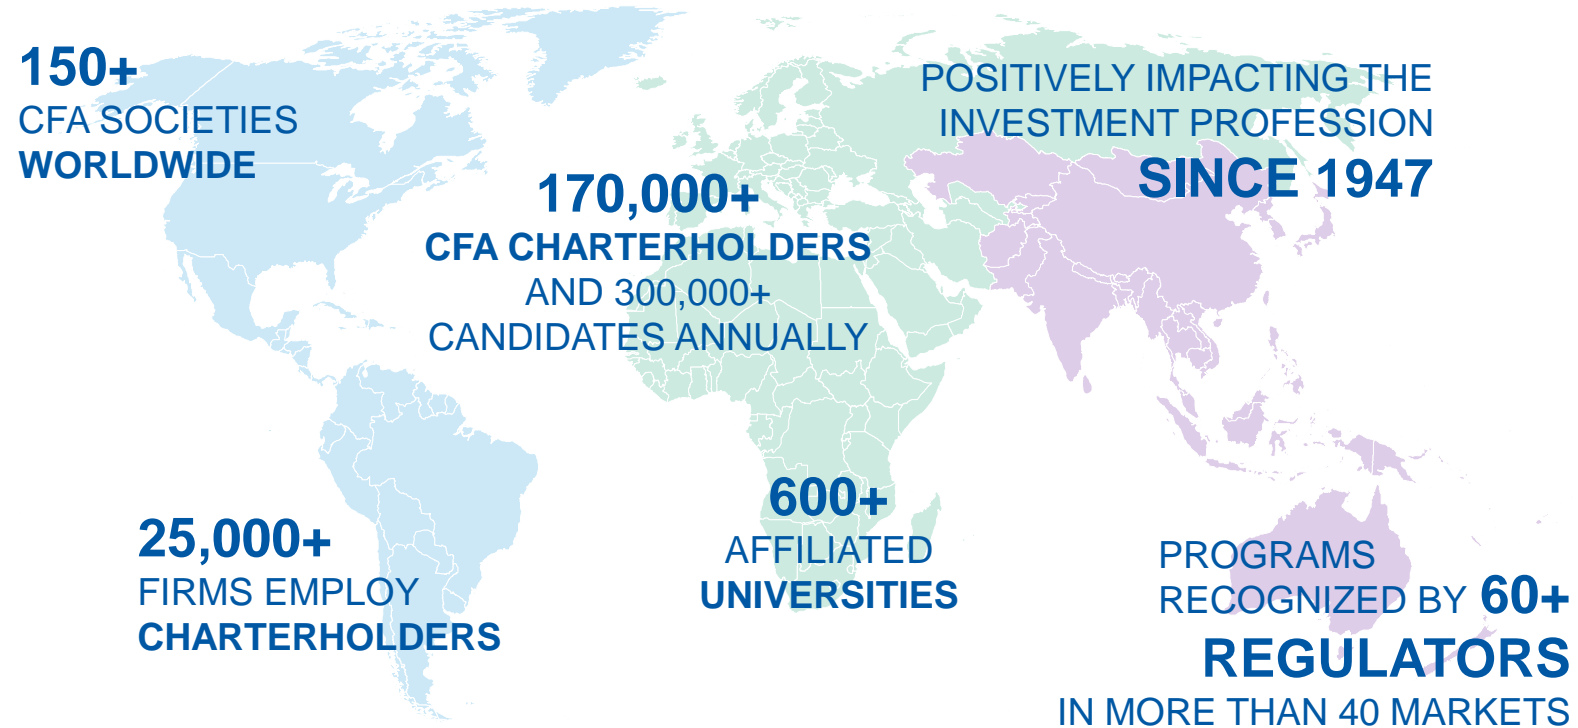 150+
CFA SOCIETIES
WORLDWIDE
POSITIVELY IMPACTING THE
INVESTMENT PROFESSION
SINCE 1947
170,000+
CFA CHARTERHOLDERS
AND 300,000+
CANDIDATES ANNUALLY
25,000+
FIRMS EMPLOY
CHARTERHOLDERS
600+
AFFILIATED
UNIVERSITIES
PROGRAMS
RECOGNIZED BY 60+
REGULATORS
IN MORE THAN 40 MARKETS